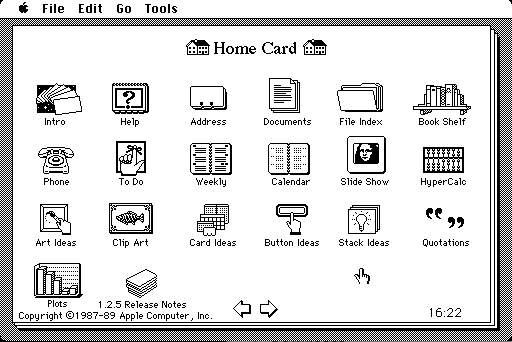 File Edit Go Tools
Home Card
Intro Help Address Documents File Index Book Shelf
Phone To Do Weekly Calendar Slide Show HyperCalc
Art Ideas Clip Art Card Ideas Button Ideas Stack Ideas Quotations
Plots 1.2.5 Release Notes
Copyright ©1987-89 Apple Computer, Inc. 16:22